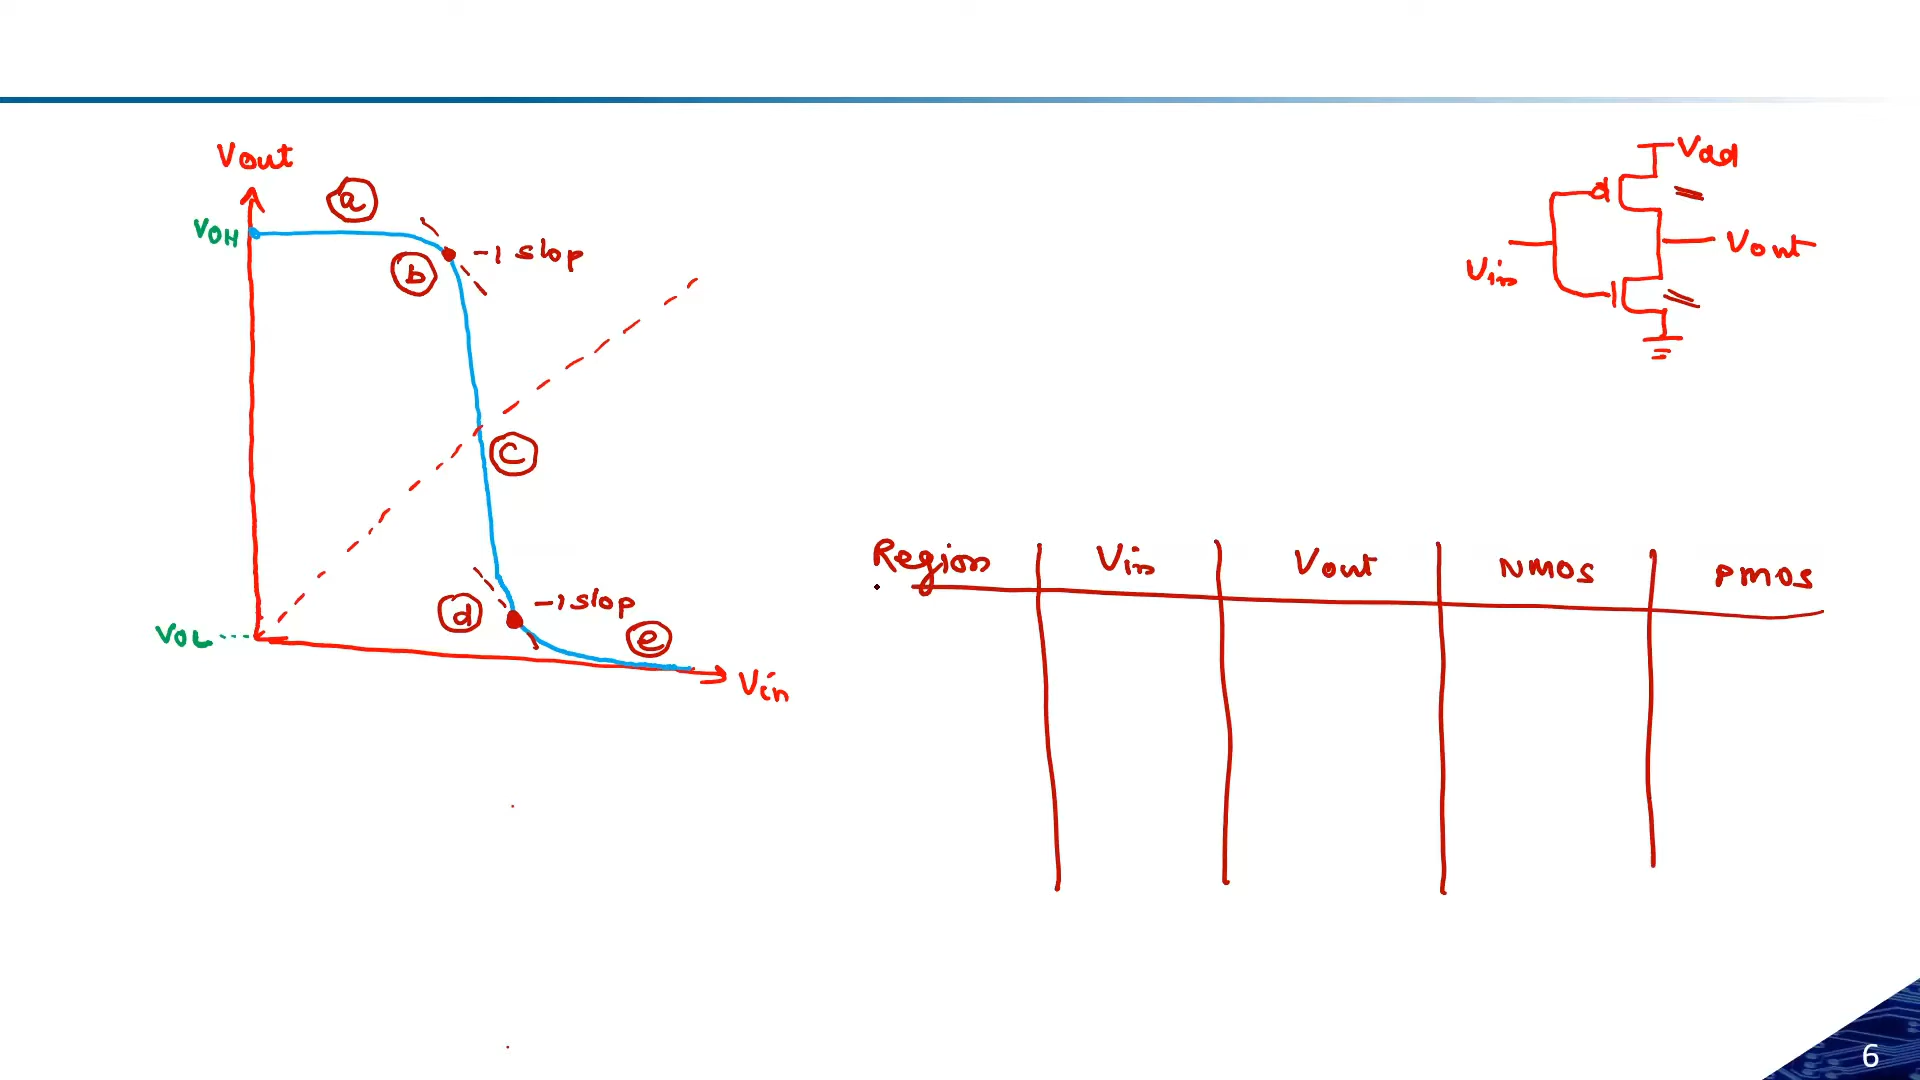 Vout
VOH
a
b
-1 slop
c
d
-1 slop
e
VOL
Vin
Vdd
Vin
Vout
Region Vin Vout NMOS PMOS
6